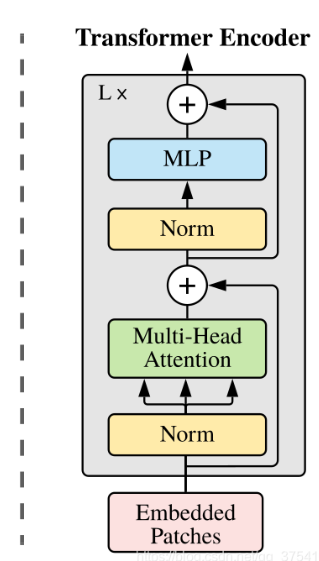 Transformer Encoder
L ×
+
MLP
Norm
+
Multi-Head
Attention
Norm
Embedded
Patches